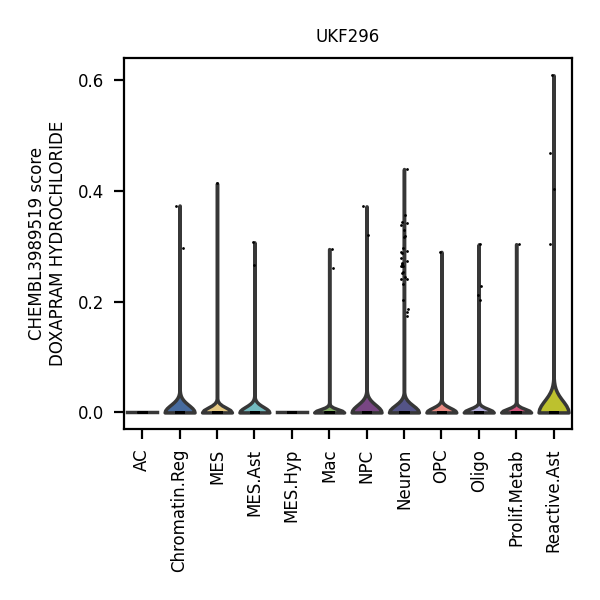 UKF296
CHEMBL3989519 score
DOXAPRAM HYDROCHLORIDE
0.6
0.4
0.2
0.0
AC
Chromatin.Reg
MES
MES.Ast
MES.Hyp
Mac
NPC
Neuron
OPC
Oligo
Prolif.Metab
Reactive.Ast